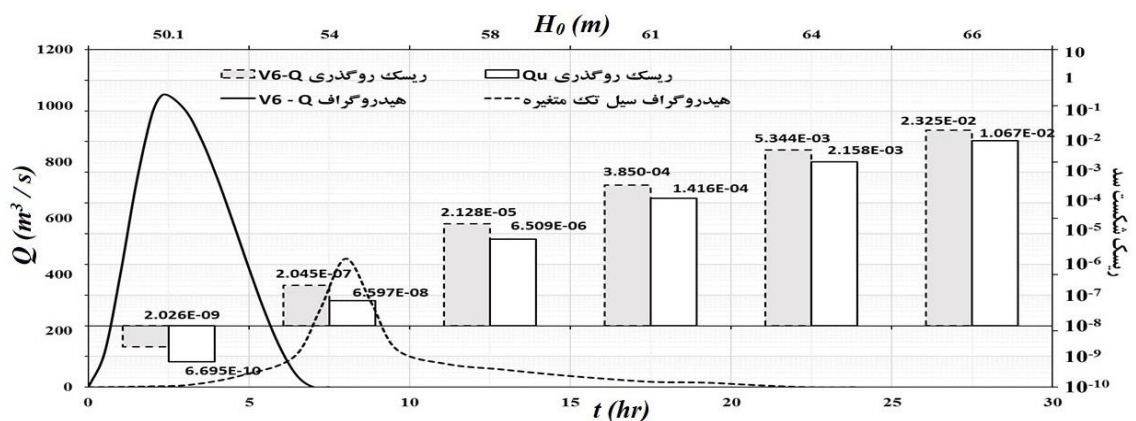 H₀ (m)
50.1 54 58 61 64 66
ریسک روگذری V6-Q
ریسک روگذری Qu
هیدروگراف V6 - Q
هیدروگراف سیل تک متغیره
1200
1000
800
600
400
200
0
Q (m³ / s)
10
1
10⁻¹
10⁻²
10⁻³
10⁻⁴
10⁻⁵
10⁻⁶
10⁻⁷
10⁻⁸
10⁻⁹
10⁻¹⁰
ریسک شکست سد
2.026E-09
6.695E-10
2.045E-07
6.597E-08
2.128E-05
6.509E-06
3.850-04
1.416E-04
5.344E-03
2.158E-03
2.325E-02
1.067E-02
0 5 10 15 20 25 30
t (hr)